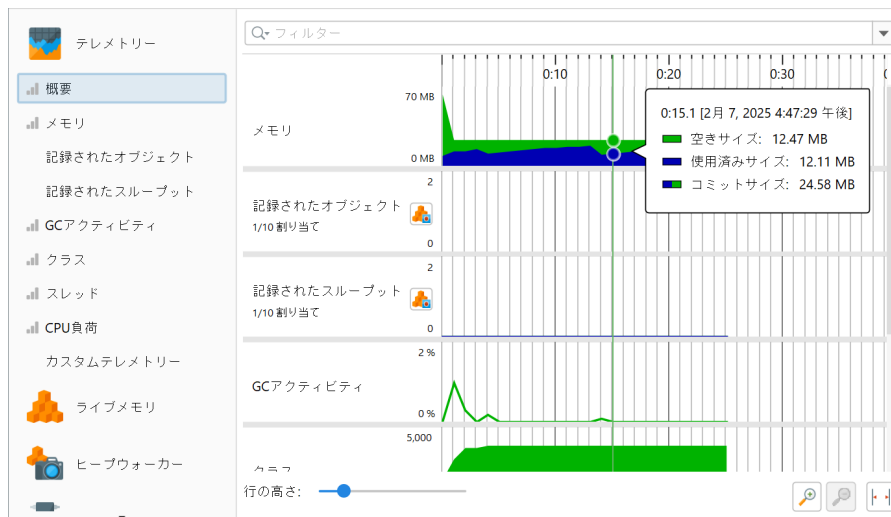 テレメトリー
概要
メモリ
記録されたオブジェクト
記録されたスループット
GCアクティビティ
クラス
スレッド
CPU負荷
カスタムテレメトリー
ライブメモリ
ヒープウォーカー
フィルター
0:10
0:20
0:30
メモリ
70 MB
0 MB
0:15.1 [2月 7, 2025 4:47:29 午後]
空きサイズ: 12.47 MB
使用済みサイズ: 12.11 MB
コミットサイズ: 24.58 MB
記録されたオブジェクト
1/10 割り当て
2
0
記録されたスループット
1/10 割り当て
2
0
GCアクティビティ
2 %
0 %
クラス
5,000
行の高さ: